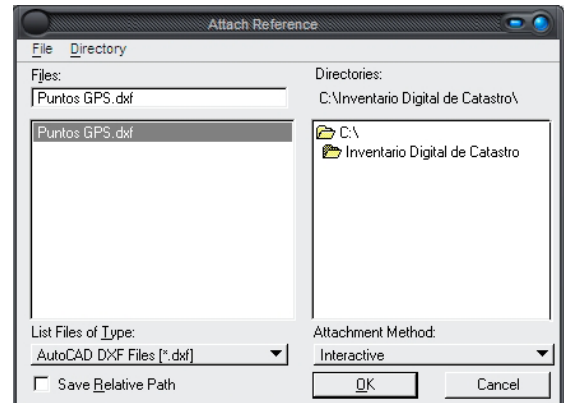 Attach Reference
File Directory
Files:
Directories:
Puntos GPS.dxf
C:\Inventario Digital de Catastro\
Puntos GPS.dxf
C:\
Inventario Digital de Catastro
List Files of Type:
Attachment Method:
AutoCAD DXF Files [*.dxf]
Interactive
Save Relative Path
OK
Cancel